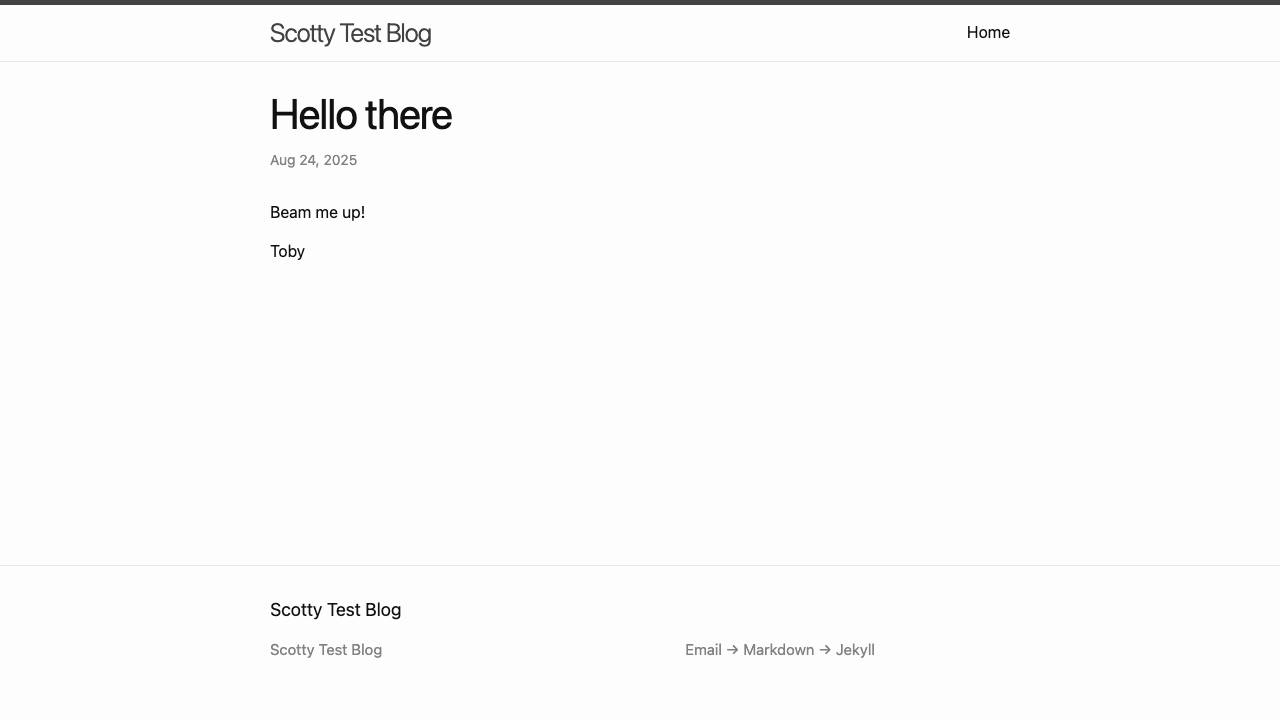 Scotty Test Blog
Home
Hello there
Aug 24, 2025
Beam me up!
Toby
Scotty Test Blog
Scotty Test Blog
Email → Markdown → Jekyll